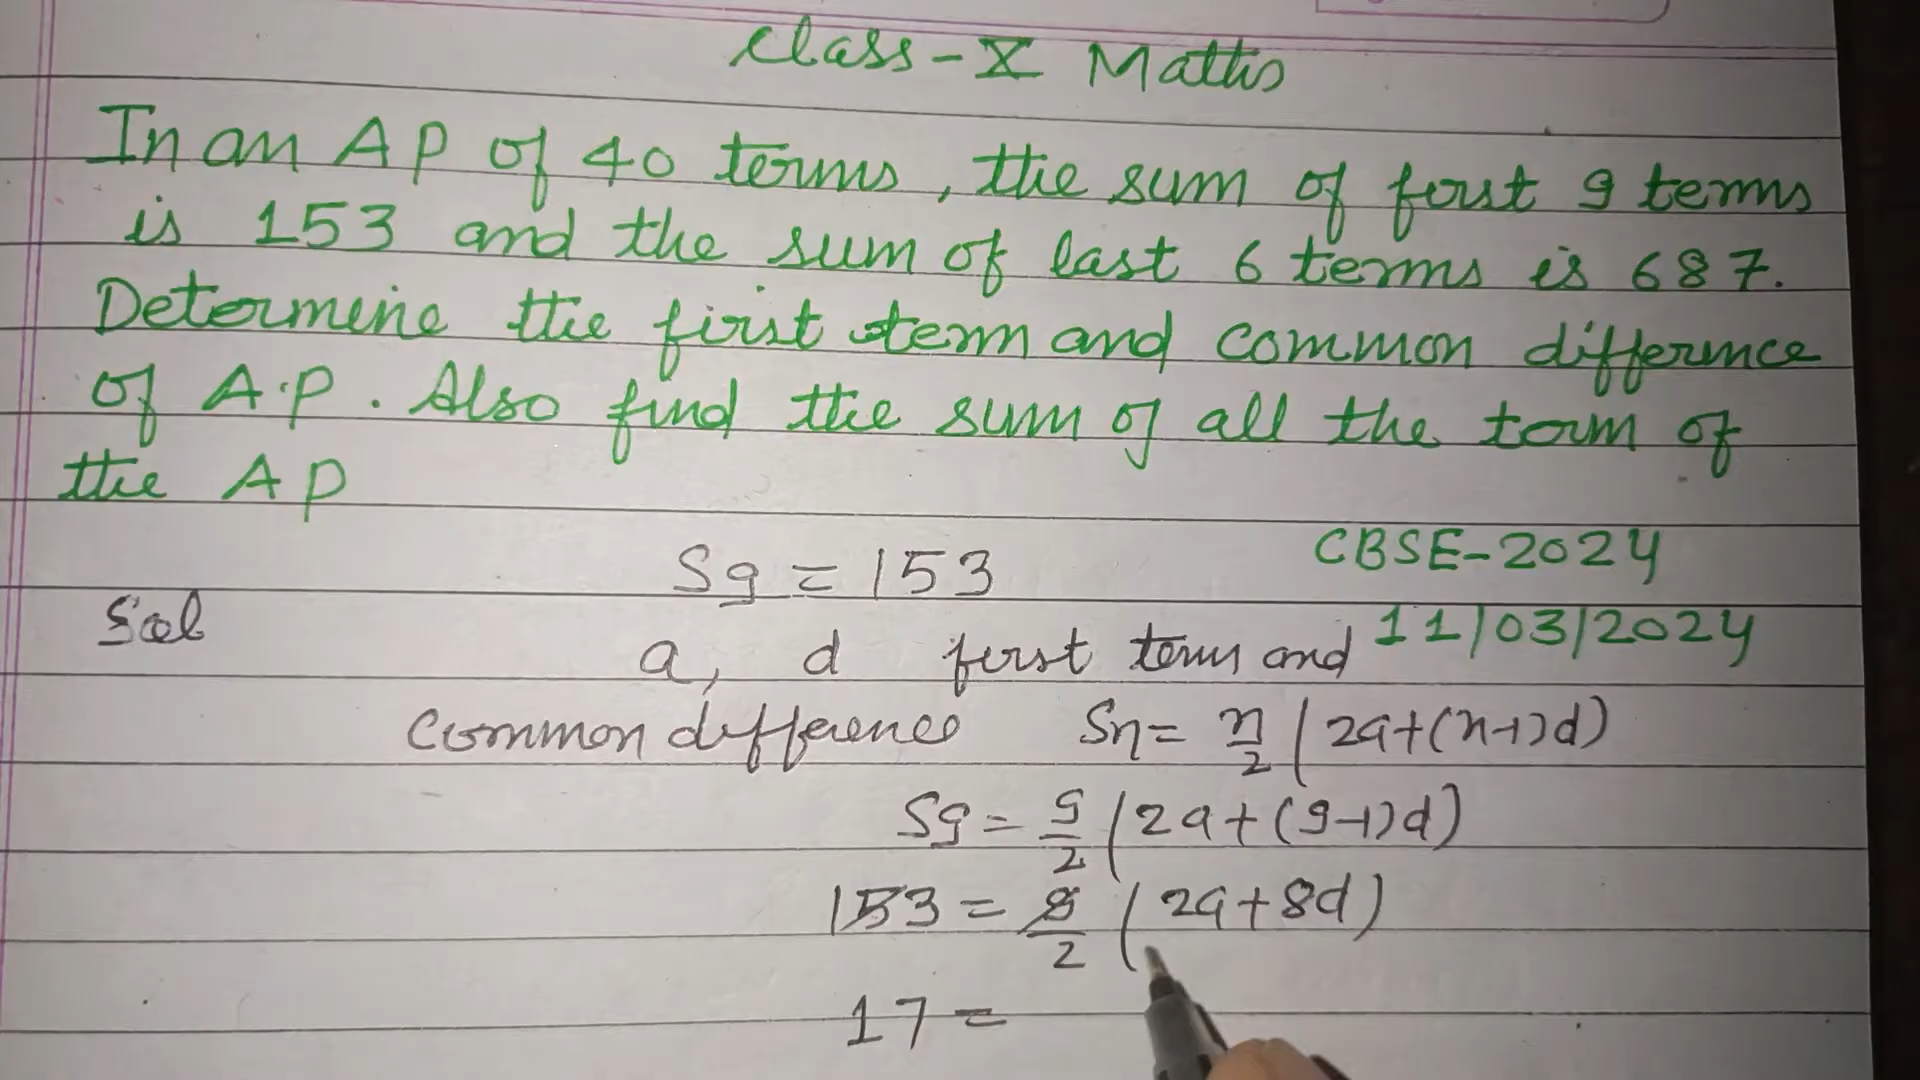 Class-X Maths
In an AP of 40 terms, the sum of first 9 terms
is 153 and the sum of last 6 terms is 687.
Determine the first term and common difference
of A.P. Also find the sum of all the term of
the AP
CBSE-2024
S9 = 153
11/03/2024
Sol
a, d first term and
common difference Sn = n/2 (2a+(n-1)d)
S9 = 9/2 (2a+(9-1)d)
153 = 9/2 (2a+8d)
17 =